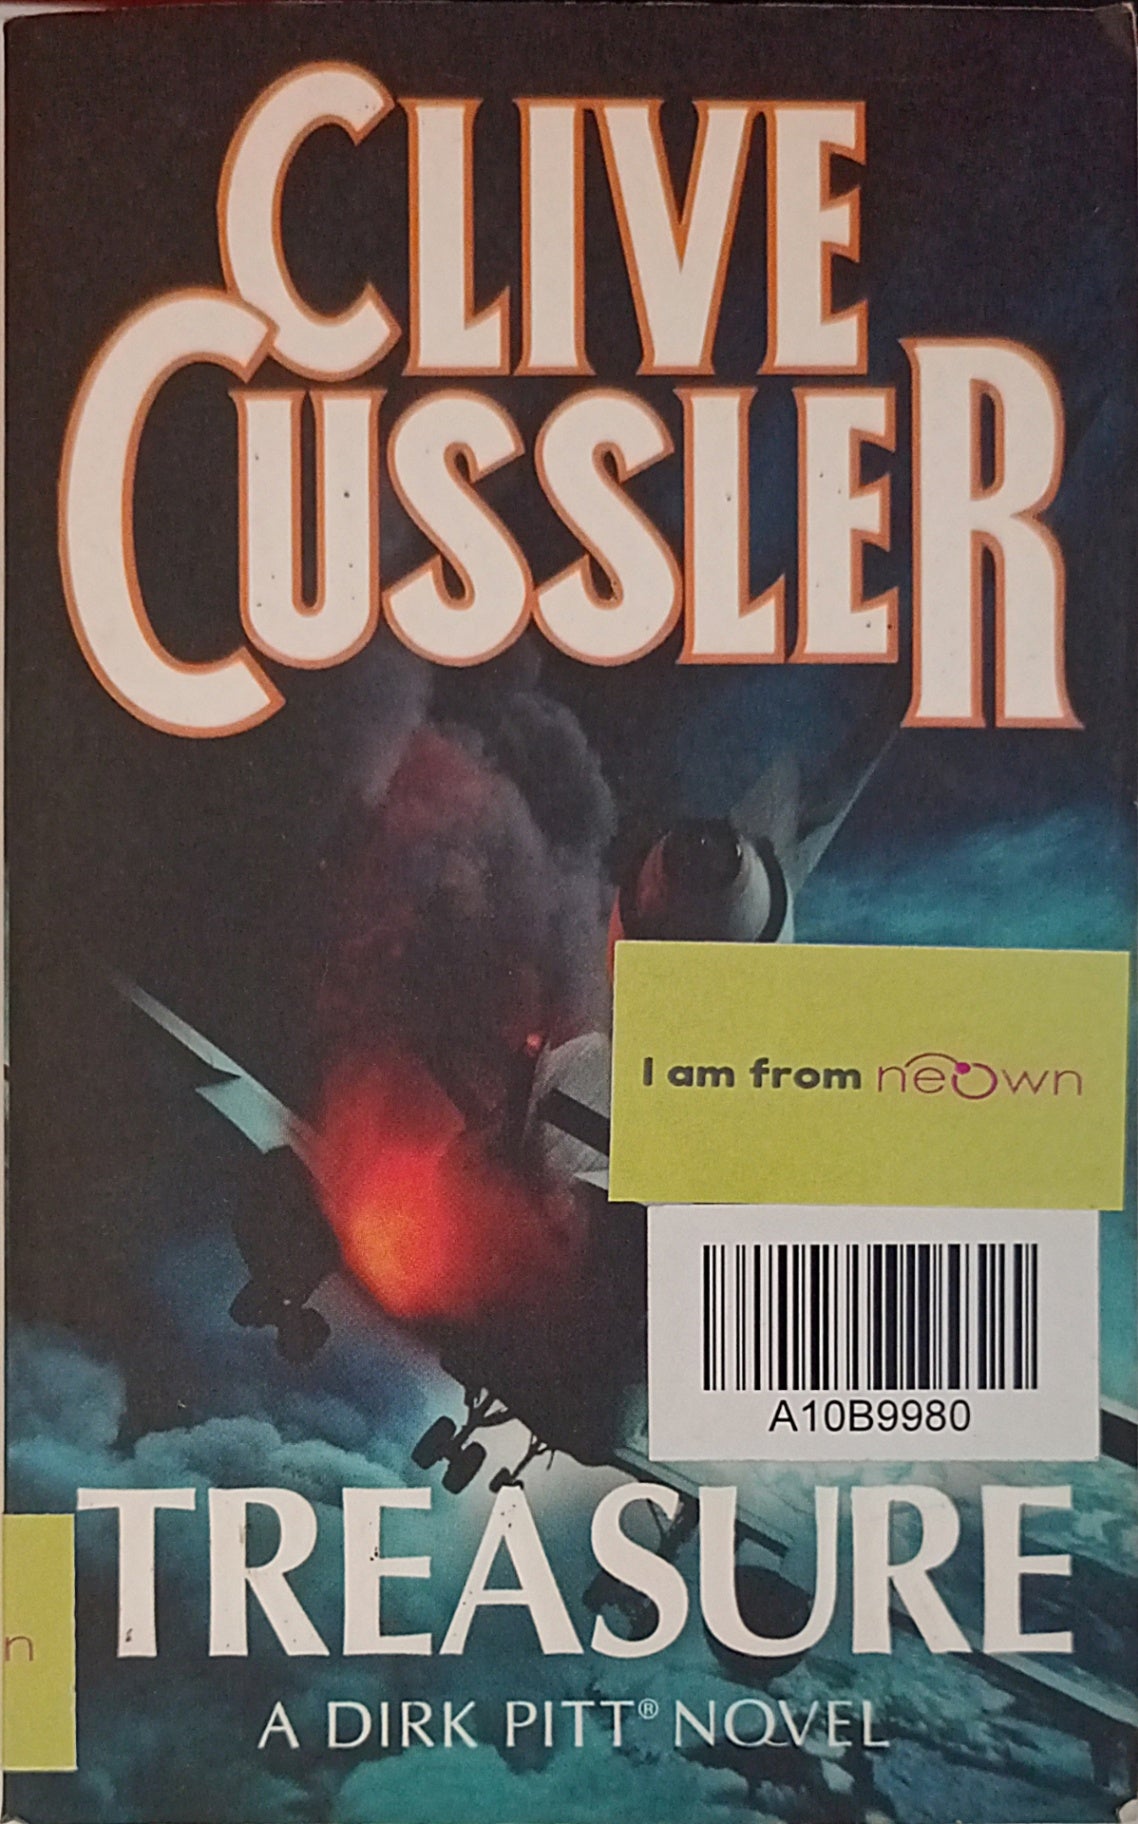 CLIVE
CUSSLER
I am from neown
A10B9980
TREASURE
n
A DIRK PITT® NOVEL